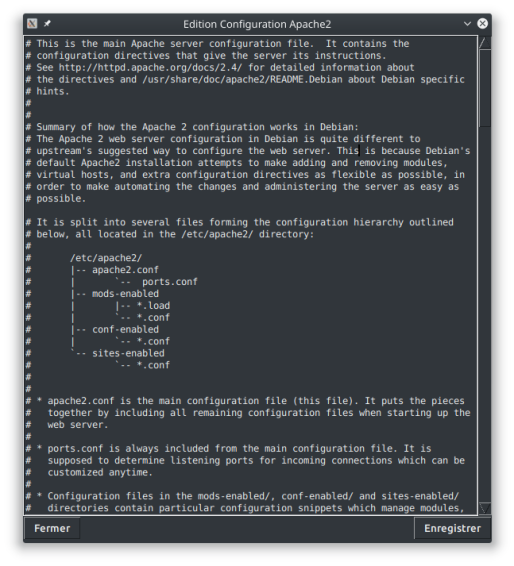 Edition Configuration Apache2
# This is the main Apache server configuration file.  It contains the
# configuration directives that give the server its instructions.
# See http://httpd.apache.org/docs/2.4/ for detailed information about
# the directives and /usr/share/doc/apache2/README.Debian about Debian specific
# hints.
#
#
# Summary of how the Apache 2 configuration works in Debian:
# The Apache 2 web server configuration in Debian is quite different to
# upstream's suggested way to configure the web server. This is because Debian's
# default Apache2 installation attempts to make adding and removing modules,
# virtual hosts, and extra configuration directives as flexible as possible, in
# order to make automating the changes and administering the server as easy as
# possible.

# It is split into several files forming the configuration hierarchy outlined
# below, all located in the /etc/apache2/ directory:
#
#       /etc/apache2/
#       |-- apache2.conf
#       |       `--  ports.conf
#       |-- mods-enabled
#       |       |-- *.load
#       |       `-- *.conf
#       |-- conf-enabled
#       |       `-- *.conf
#       `-- sites-enabled
#               `-- *.conf
#
#
# * apache2.conf is the main configuration file (this file). It puts the pieces
#   together by including all remaining configuration files when starting up the
#   web server.
#
# * ports.conf is always included from the main configuration file. It is
#   supposed to determine listening ports for incoming connections which can be
#   customized anytime.
#
# * Configuration files in the mods-enabled/, conf-enabled/ and sites-enabled/
#   directories contain particular configuration snippets which manage modules,
Fermer
Enregistrer